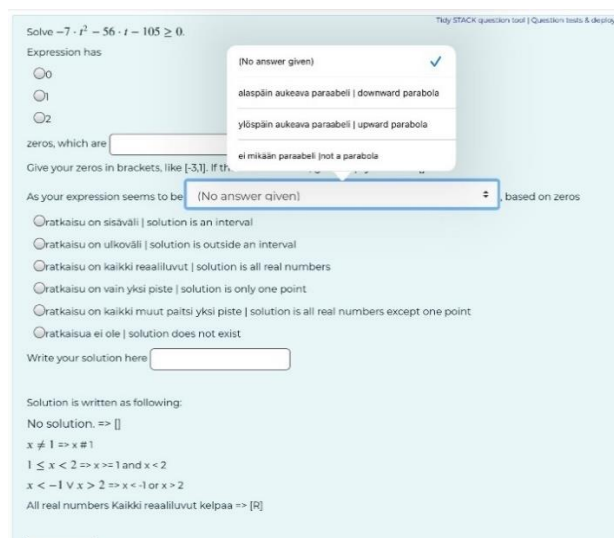 Tidy STACK question tool | Question tests & deploy
Solve −7 · t² − 56 · t − 105 ≥ 0.
Expression has
0
1
2
zeros, which are
Give your zeros in brackets, like [-3,1]. If th
(No answer given)
alaspäin aukeava paraabeli | downward parabola
ylöspäin aukeava paraabeli | upward parabola
ei mikään paraabeli |not a parabola
As your expression seems to be (No answer given) , based on zeros
ratkaisu on sisäväli | solution is an interval
ratkaisu on ulkoväli | solution is outside an interval
ratkaisu on kaikki reaaliluvut | solution is all real numbers
ratkaisu on vain yksi piste | solution is only one point
ratkaisu on kaikki muut paitsi yksi piste | solution is all real numbers except one point
ratkaisua ei ole | solution does not exist
Write your solution here
Solution is written as following:
No solution. => []
x ≠ 1 => x # 1
1 ≤ x < 2 => x >= 1 and x < 2
x < −1 ∨ x > 2 => x < -1 or x > 2
All real numbers Kaikki reaaliluvut kelpaa => [R]